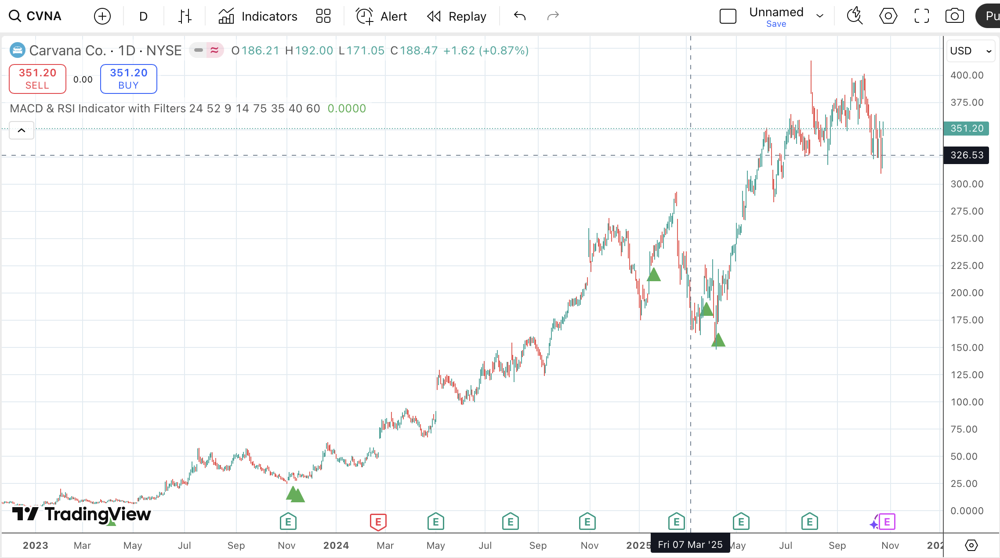 CVNA
D
Indicators
Alert
Replay
Unnamed
Save
Pu
Carvana Co. · 1D · NYSE
O186.21 H192.00 L171.05 C188.47 +1.62 (+0.87%)
USD
351.20
SELL
0.00
351.20
BUY
MACD & RSI Indicator with Filters 24 52 9 14 75 35 40 60 0.0000
400.00
375.00
351.20
326.53
300.00
275.00
250.00
225.00
200.00
175.00
150.00
125.00
100.00
75.00
50.00
25.00
0.0000
TradingView
E E E E E E E E E
2023 Mar May Jul Sep Nov 2024 Mar May Jul Sep Nov 2025 Fri 07 Mar '25 May Jul Sep Nov 202